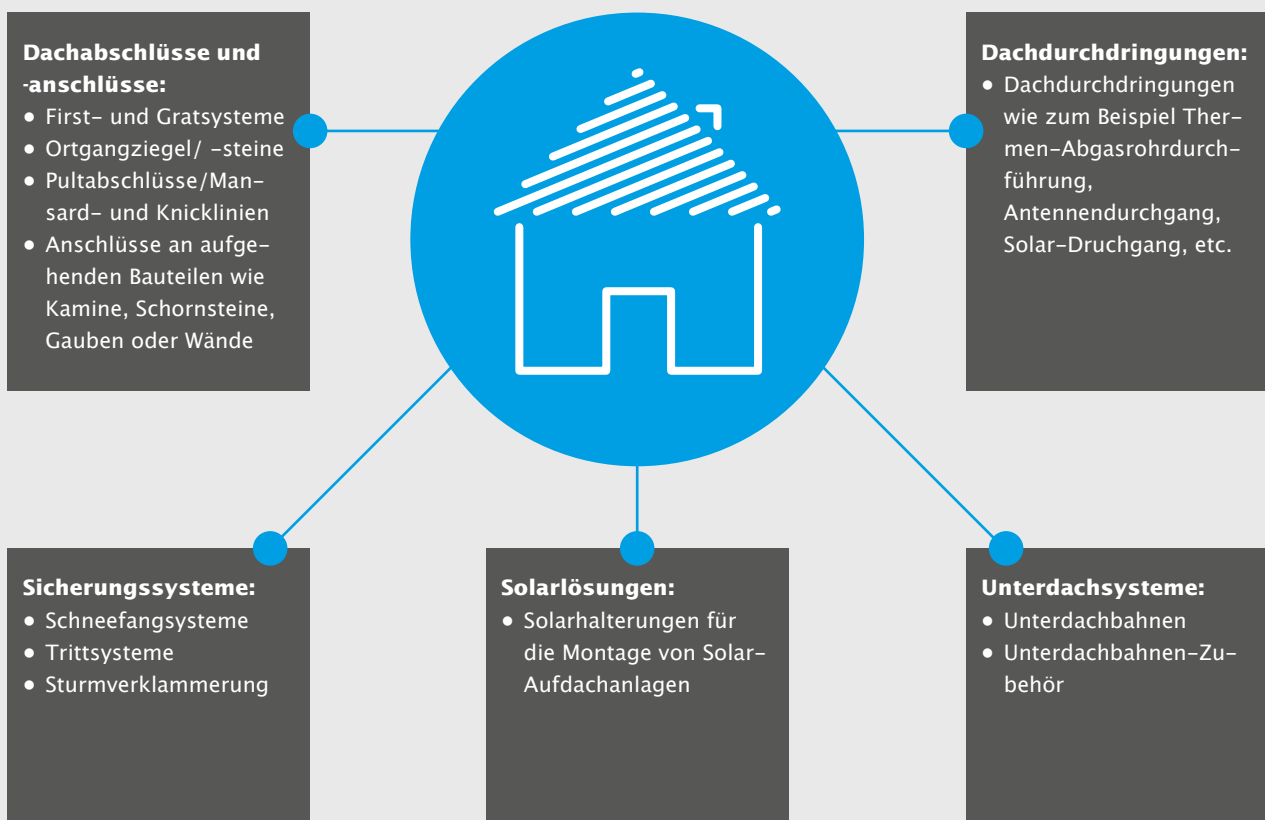 Dachabschlüsse und
-anschlüsse:
● First- und Gratsysteme
● Ortgangziegel/ -steine
● Pultabschlüsse/Man-
sard- und Knicklinien
● Anschlüsse an aufge-
henden Bauteilen wie
Kamine, Schornsteine,
Gauben oder Wände
Dachdurchdringungen:
● Dachdurchdringungen
wie zum Beispiel Ther-
men-Abgasrohrdurch-
führung,
Antennendurchgang,
Solar-Druchgang, etc.
Sicherungssysteme:
● Schneefangsysteme
● Trittsysteme
● Sturmverklammerung
Solarlösungen:
● Solarhalterungen für
die Montage von Solar-
Aufdachanlagen
Unterdachsysteme:
● Unterdachbahnen
● Unterdachbahnen-Zu-
behör